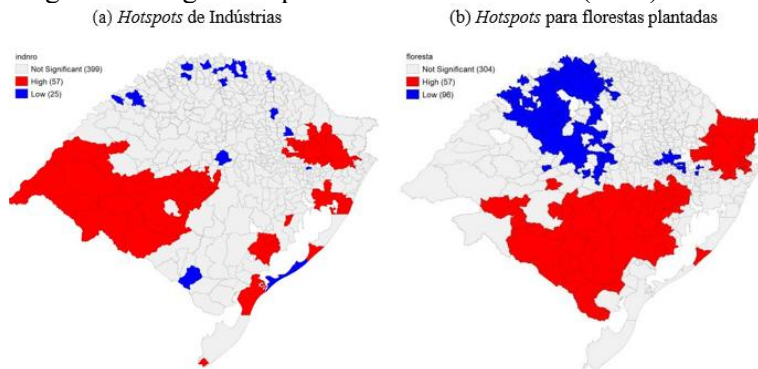 (a) Hotspots de Indústrias
(b) Hotspots para florestas plantadas
indnro
Not Significant (399)
High (57)
Low (25)
floresta
Not Significant (304)
High (57)
Low (96)